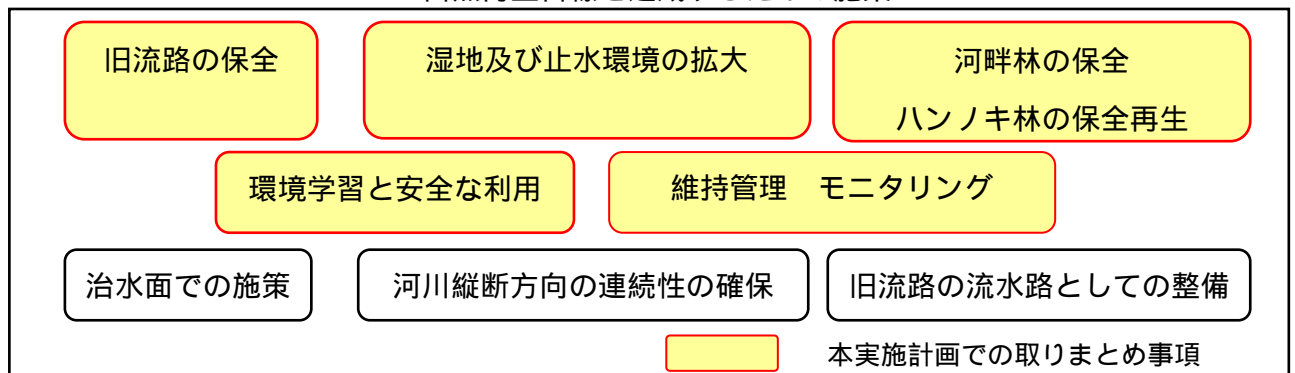 旧流路の保全
湿地及び止水環境の拡大
河畔林の保全
ハンノキ林の保全再生
環境学習と安全な利用
維持管理　モニタリング
治水面での施策
河川縦断方向の連続性の確保
旧流路の流水路としての整備
本実施計画での取りまとめ事項